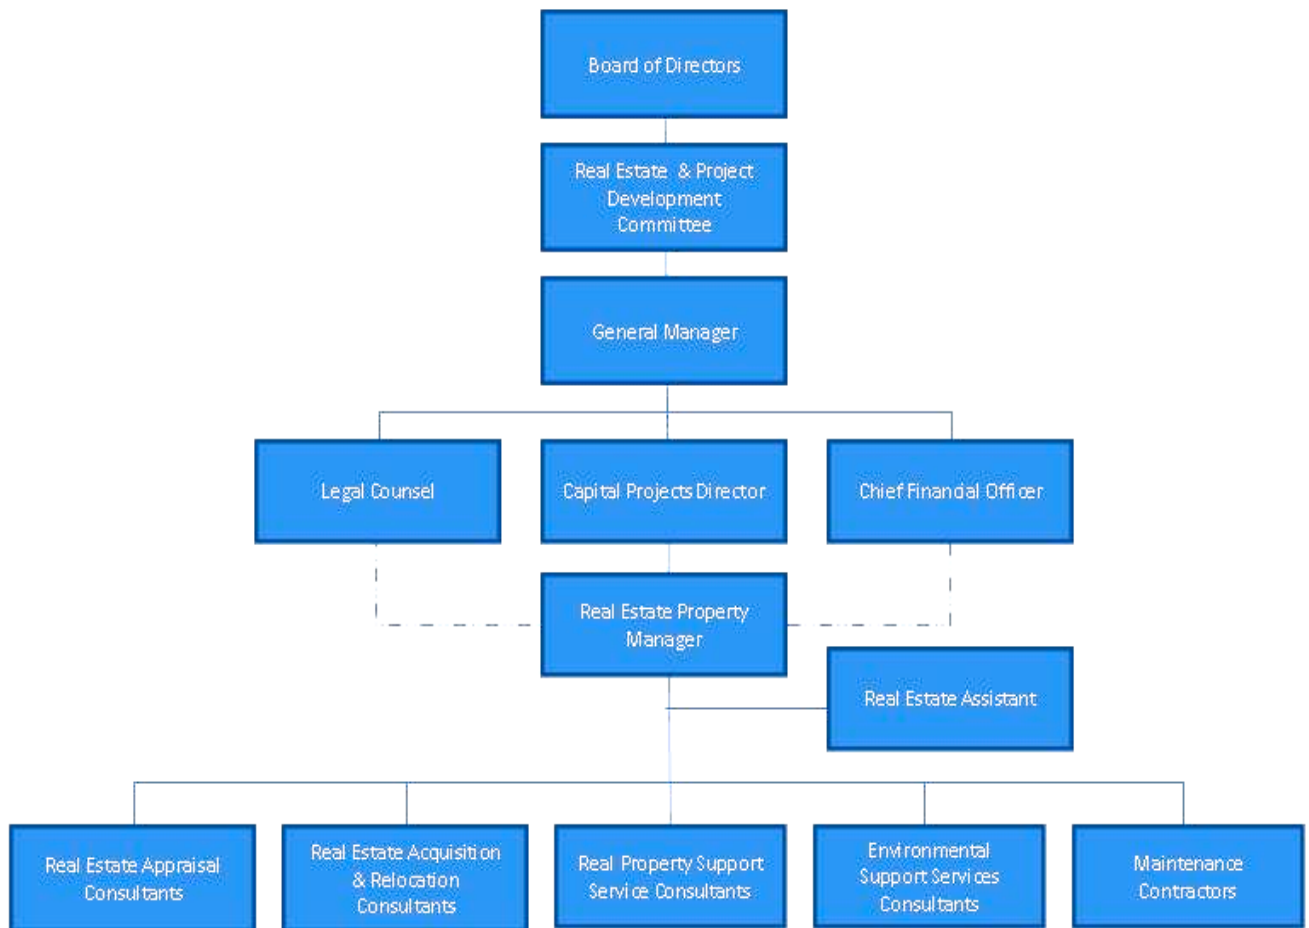 Board of Directors
Real Estate & Project
Development
Committee
General Manager
Legal Counsel
Capital Projects Director
Chief Financial Officer
Real Estate Property
Manager
Real Estate Assistant
Real Estate Appraisal
Consultants
Real Estate Acquisition
& Relocation
Consultants
Real Property Support
Service Consultants
Environmental
Support Services
Consultants
Maintenance
Contractors